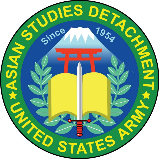 ASIAN STUDIES DETACHMENT
Since 1954
UNITED STATES ARMY